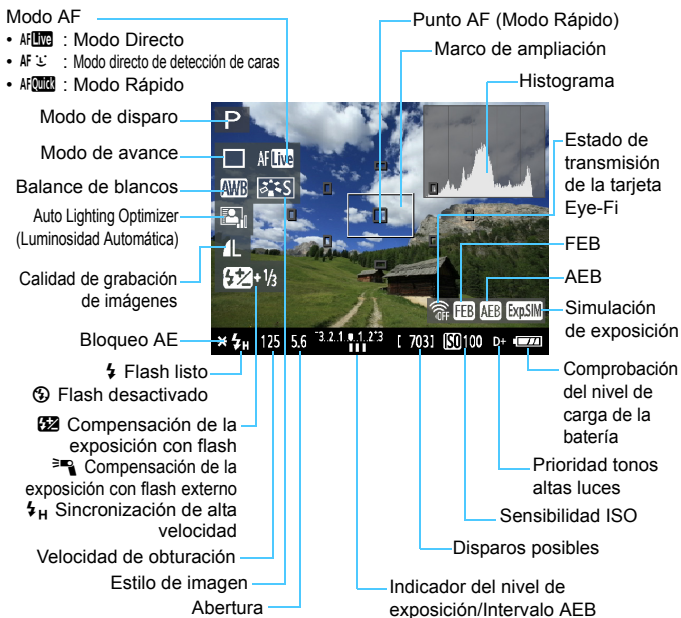 Modo AF
• AF Live : Modo Directo
• AF : Modo directo de detección de caras
• AF Quick : Modo Rápido
Modo de disparo
Modo de avance
Balance de blancos
Auto Lighting Optimizer
(Luminosidad Automática)
Calidad de grabación
de imágenes
Bloqueo AE
Flash listo
Flash desactivado
Compensación de la
exposición con flash
Compensación de la
exposición con flash externo
H Sincronización de alta
velocidad
Velocidad de obturación
Estilo de imagen
Abertura
Punto AF (Modo Rápido)
Marco de ampliación
Histograma
Estado de
transmisión
de la tarjeta
Eye-Fi
FEB
AEB
Simulación
de exposición
Comprobación
del nivel de
carga de la
batería
Prioridad tonos
altas luces
Sensibilidad ISO
Disparos posibles
Indicador del nivel de
exposición/Intervalo AEB
P
AF Live
AWB S
L
+1/3
OFF FEB AEB Exp.SIM
H 125 5.6 -3..2..1..0..1..2.+3 [ 703] ISO 100 D+